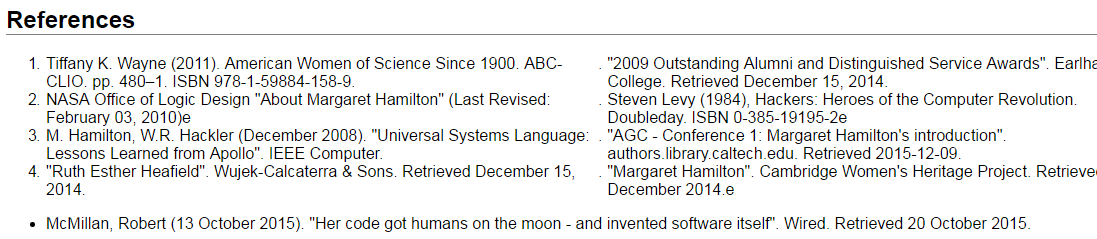 References
1. Tiffany K. Wayne (2011). American Women of Science Since 1900. ABC-
CLIO. pp. 480–1. ISBN 978-1-59884-158-9.
2. NASA Office of Logic Design "About Margaret Hamilton" (Last Revised:
February 03, 2010)e
3. M. Hamilton, W.R. Hackler (December 2008). "Universal Systems Language:
Lessons Learned from Apollo". IEEE Computer.
4. "Ruth Esther Heafield". Wujek-Calcaterra & Sons. Retrieved December 15,
2014.
. "2009 Outstanding Alumni and Distinguished Service Awards". Earlha
College. Retrieved December 15, 2014.
. Steven Levy (1984), Hackers: Heroes of the Computer Revolution.
Doubleday. ISBN 0-385-19195-2e
. "AGC - Conference 1: Margaret Hamilton's introduction".
authors.library.caltech.edu. Retrieved 2015-12-09.
. "Margaret Hamilton". Cambridge Women's Heritage Project. Retrieve
December 2014.e
• McMillan, Robert (13 October 2015). "Her code got humans on the moon - and invented software itself". Wired. Retrieved 20 October 2015.